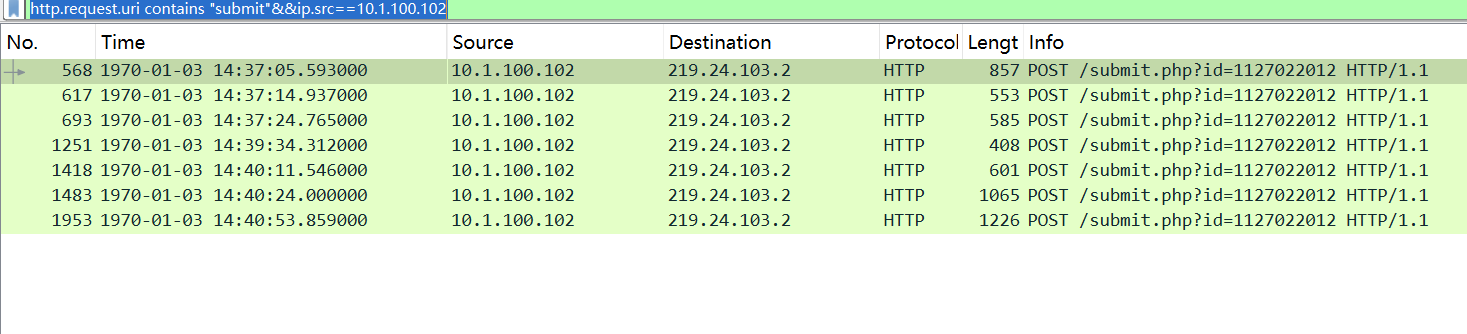 http.request.uri contains "submit"&&ip.src==10.1.100.102
No. Time Source Destination Protocol Lengt Info
568 1970-01-03 14:37:05.593000 10.1.100.102 219.24.103.2 HTTP 857 POST /submit.php?id=1127022012 HTTP/1.1
617 1970-01-03 14:37:14.937000 10.1.100.102 219.24.103.2 HTTP 553 POST /submit.php?id=1127022012 HTTP/1.1
693 1970-01-03 14:37:24.765000 10.1.100.102 219.24.103.2 HTTP 585 POST /submit.php?id=1127022012 HTTP/1.1
1251 1970-01-03 14:39:34.312000 10.1.100.102 219.24.103.2 HTTP 408 POST /submit.php?id=1127022012 HTTP/1.1
1418 1970-01-03 14:40:11.546000 10.1.100.102 219.24.103.2 HTTP 601 POST /submit.php?id=1127022012 HTTP/1.1
1483 1970-01-03 14:40:24.000000 10.1.100.102 219.24.103.2 HTTP 1065 POST /submit.php?id=1127022012 HTTP/1.1
1953 1970-01-03 14:40:53.859000 10.1.100.102 219.24.103.2 HTTP 1226 POST /submit.php?id=1127022012 HTTP/1.1